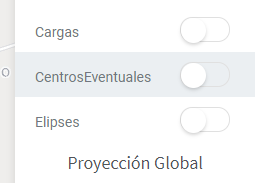 Cargas
CentrosEventuales
Elipses
Proyección Global